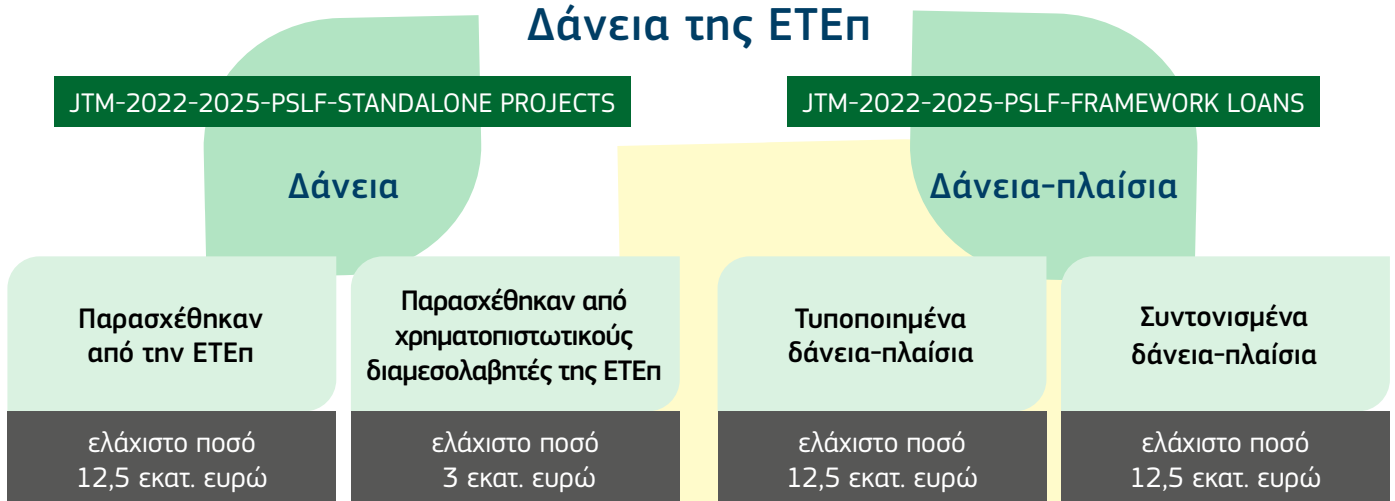 Δάνεια της ΕΤΕπ
JTM-2022-2025-PSLF-STANDALONE PROJECTS
JTM-2022-2025-PSLF-FRAMEWORK LOANS
Δάνεια
Δάνεια-πλαίσια
Παρασχέθηκαν
από την ΕΤΕπ
Παρασχέθηκαν από
χρηματοπιστωτικούς
διαμεσολαβητές της ΕΤΕπ
Τυποποιημένα
δάνεια-πλαίσια
Συντονισμένα
δάνεια-πλαίσια
ελάχιστο ποσό
12,5 εκατ. ευρώ
ελάχιστο ποσό
3 εκατ. ευρώ
ελάχιστο ποσό
12,5 εκατ. ευρώ
ελάχιστο ποσό
12,5 εκατ. ευρώ